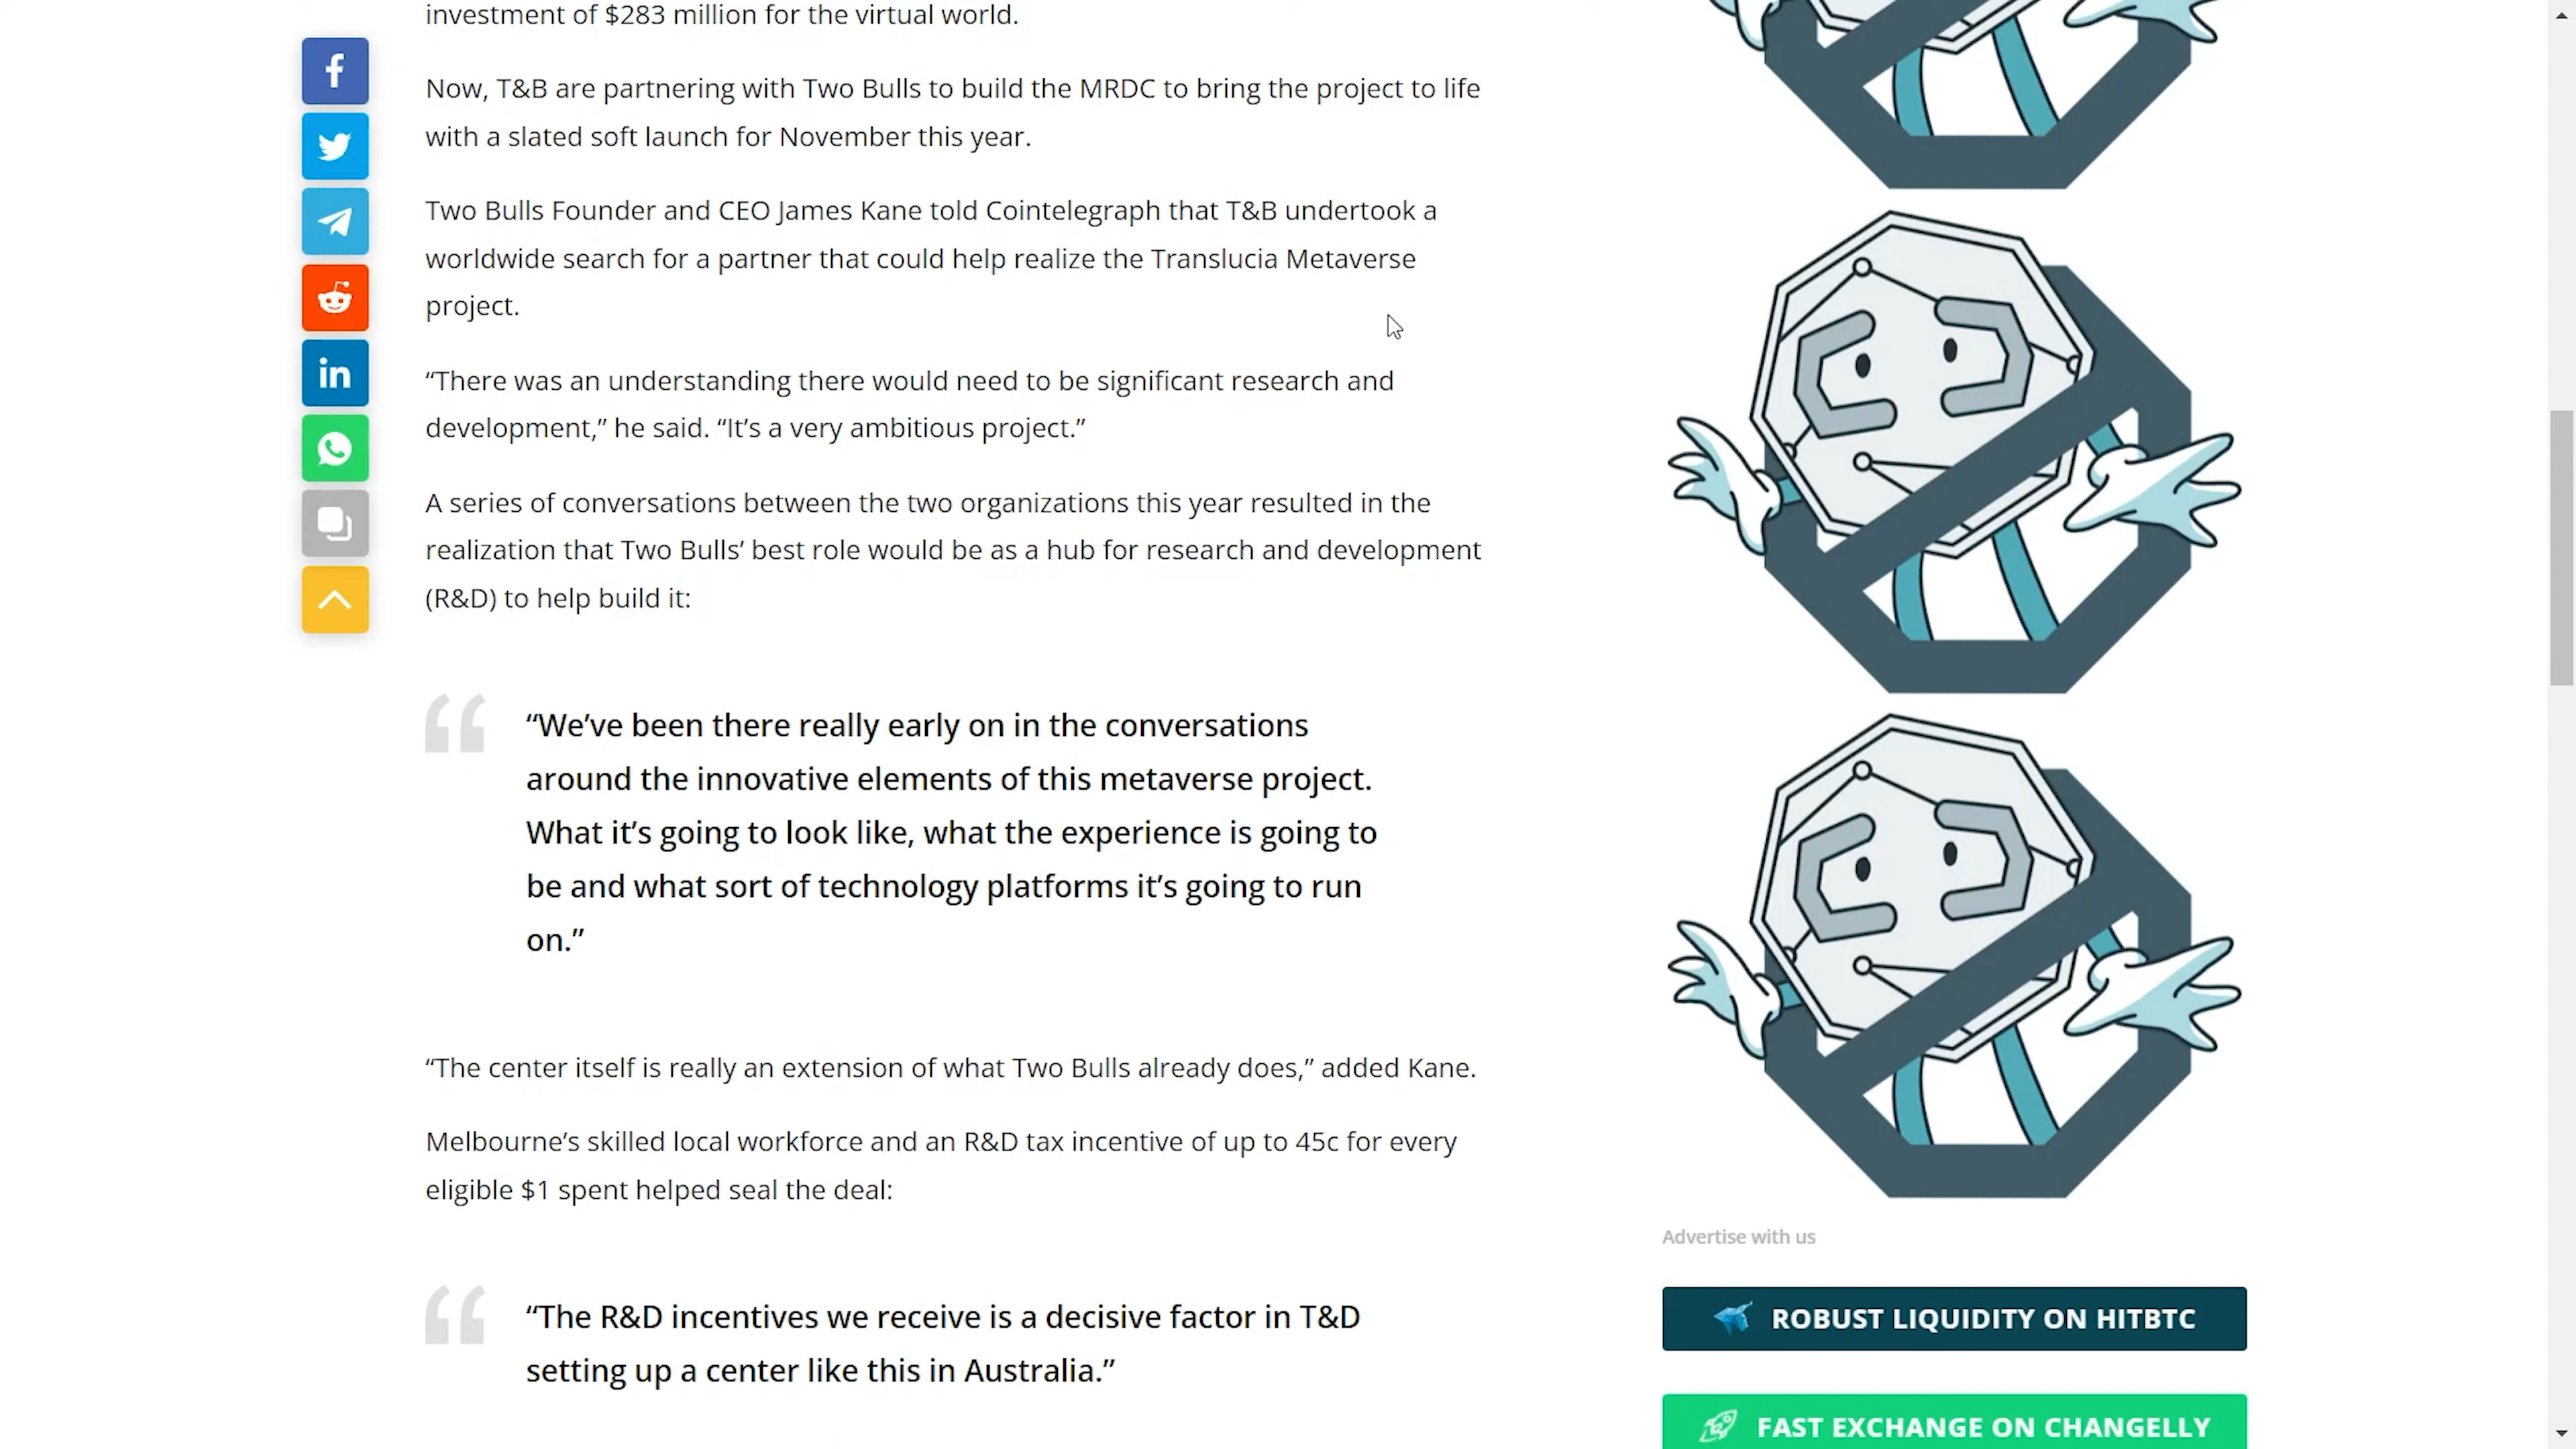 investment of $283 million for the virtual world.
Now, T&B are partnering with Two Bulls to build the MRDC to bring the project to life
with a slated soft launch for November this year.
Two Bulls Founder and CEO James Kane told Cointelegraph that T&B undertook a
worldwide search for a partner that could help realize the Translucia Metaverse
project.
“There was an understanding there would need to be significant research and
development,” he said. “It’s a very ambitious project.”
A series of conversations between the two organizations this year resulted in the
realization that Two Bulls’ best role would be as a hub for research and development
(R&D) to help build it:
“We’ve been there really early on in the conversations
around the innovative elements of this metaverse project.
What it’s going to look like, what the experience is going to
be and what sort of technology platforms it’s going to run
on.”
“The center itself is really an extension of what Two Bulls already does,” added Kane.
Melbourne’s skilled local workforce and an R&D tax incentive of up to 45c for every
eligible $1 spent helped seal the deal:
“The R&D incentives we receive is a decisive factor in T&D
setting up a center like this in Australia.”
Advertise with us
ROBUST LIQUIDITY ON HITBTC
FAST EXCHANGE ON CHANGELLY